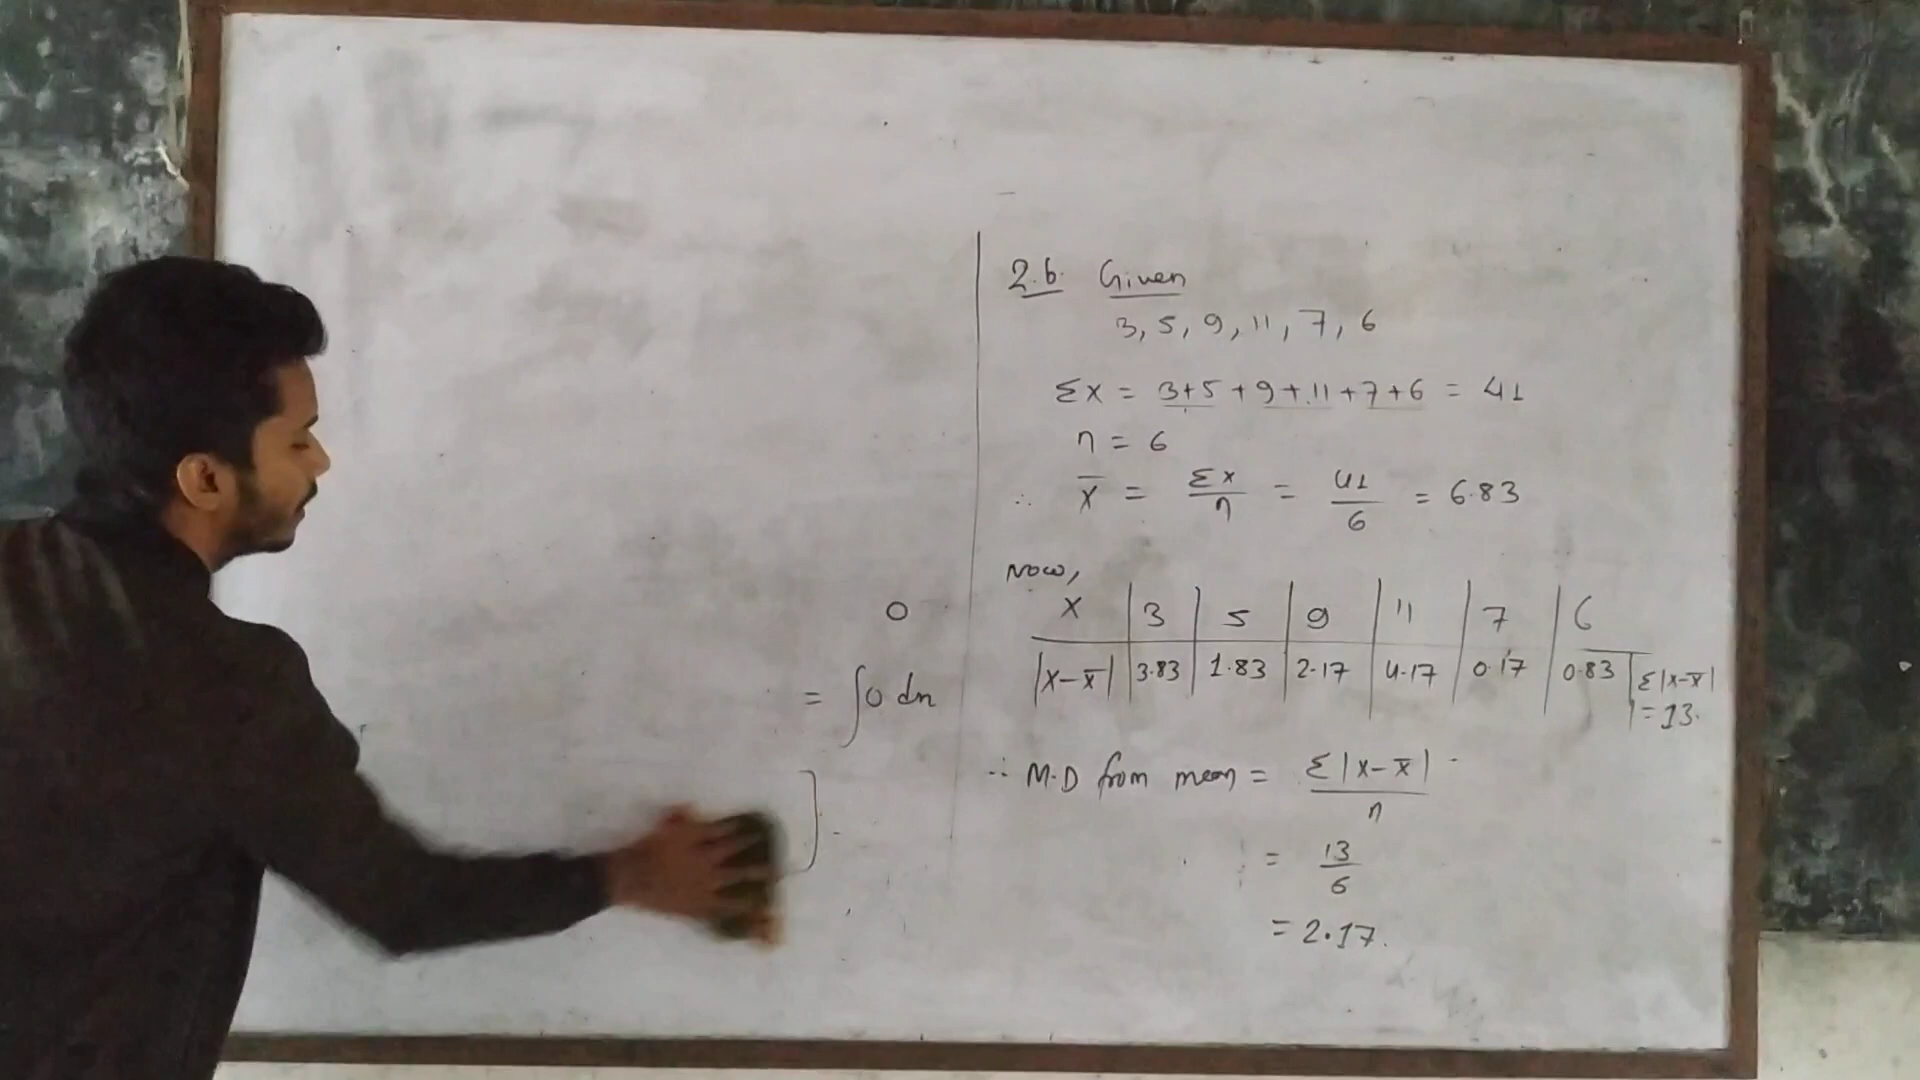 0
= ∫0 dn
]
2.b. Given
3, 5, 9, 11, 7, 6
Σx = 3+5+9+11+7+6 = 41
n = 6
∴ x̄ = Σx/n = 41/6 = 6.83
Now,
x | 3 | 5 | 9 | 11 | 7 | 6
|x-x̄| | 3.83 | 1.83 | 2.17 | 4.17 | 0.17 | 0.83 | Σ|x-x̄|
= 13.
∴ M.D from mean = Σ|x-x̄|/n
= 13/6
= 2.17.